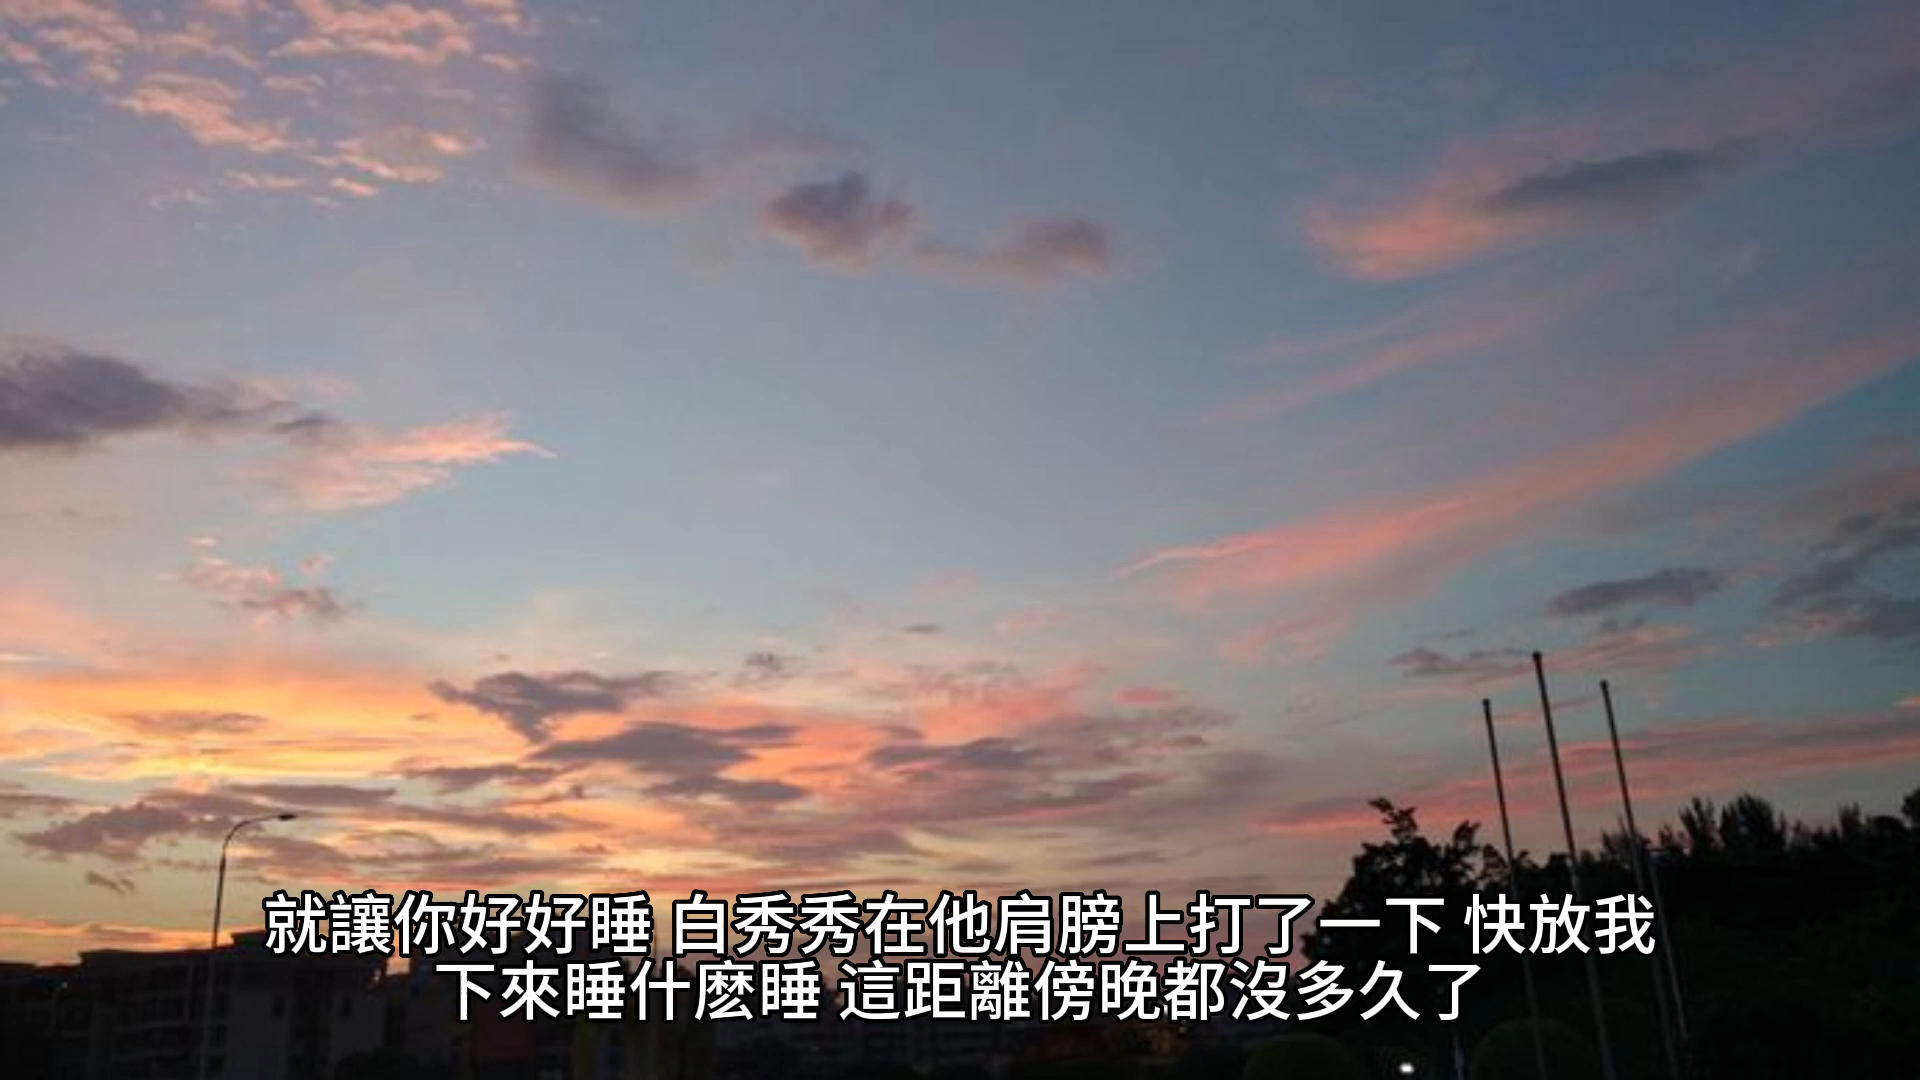 就讓你好好睡 白秀秀在他肩膀上打了一下 快放我
下來睡什麽睡 這距離傍晚都沒多久了